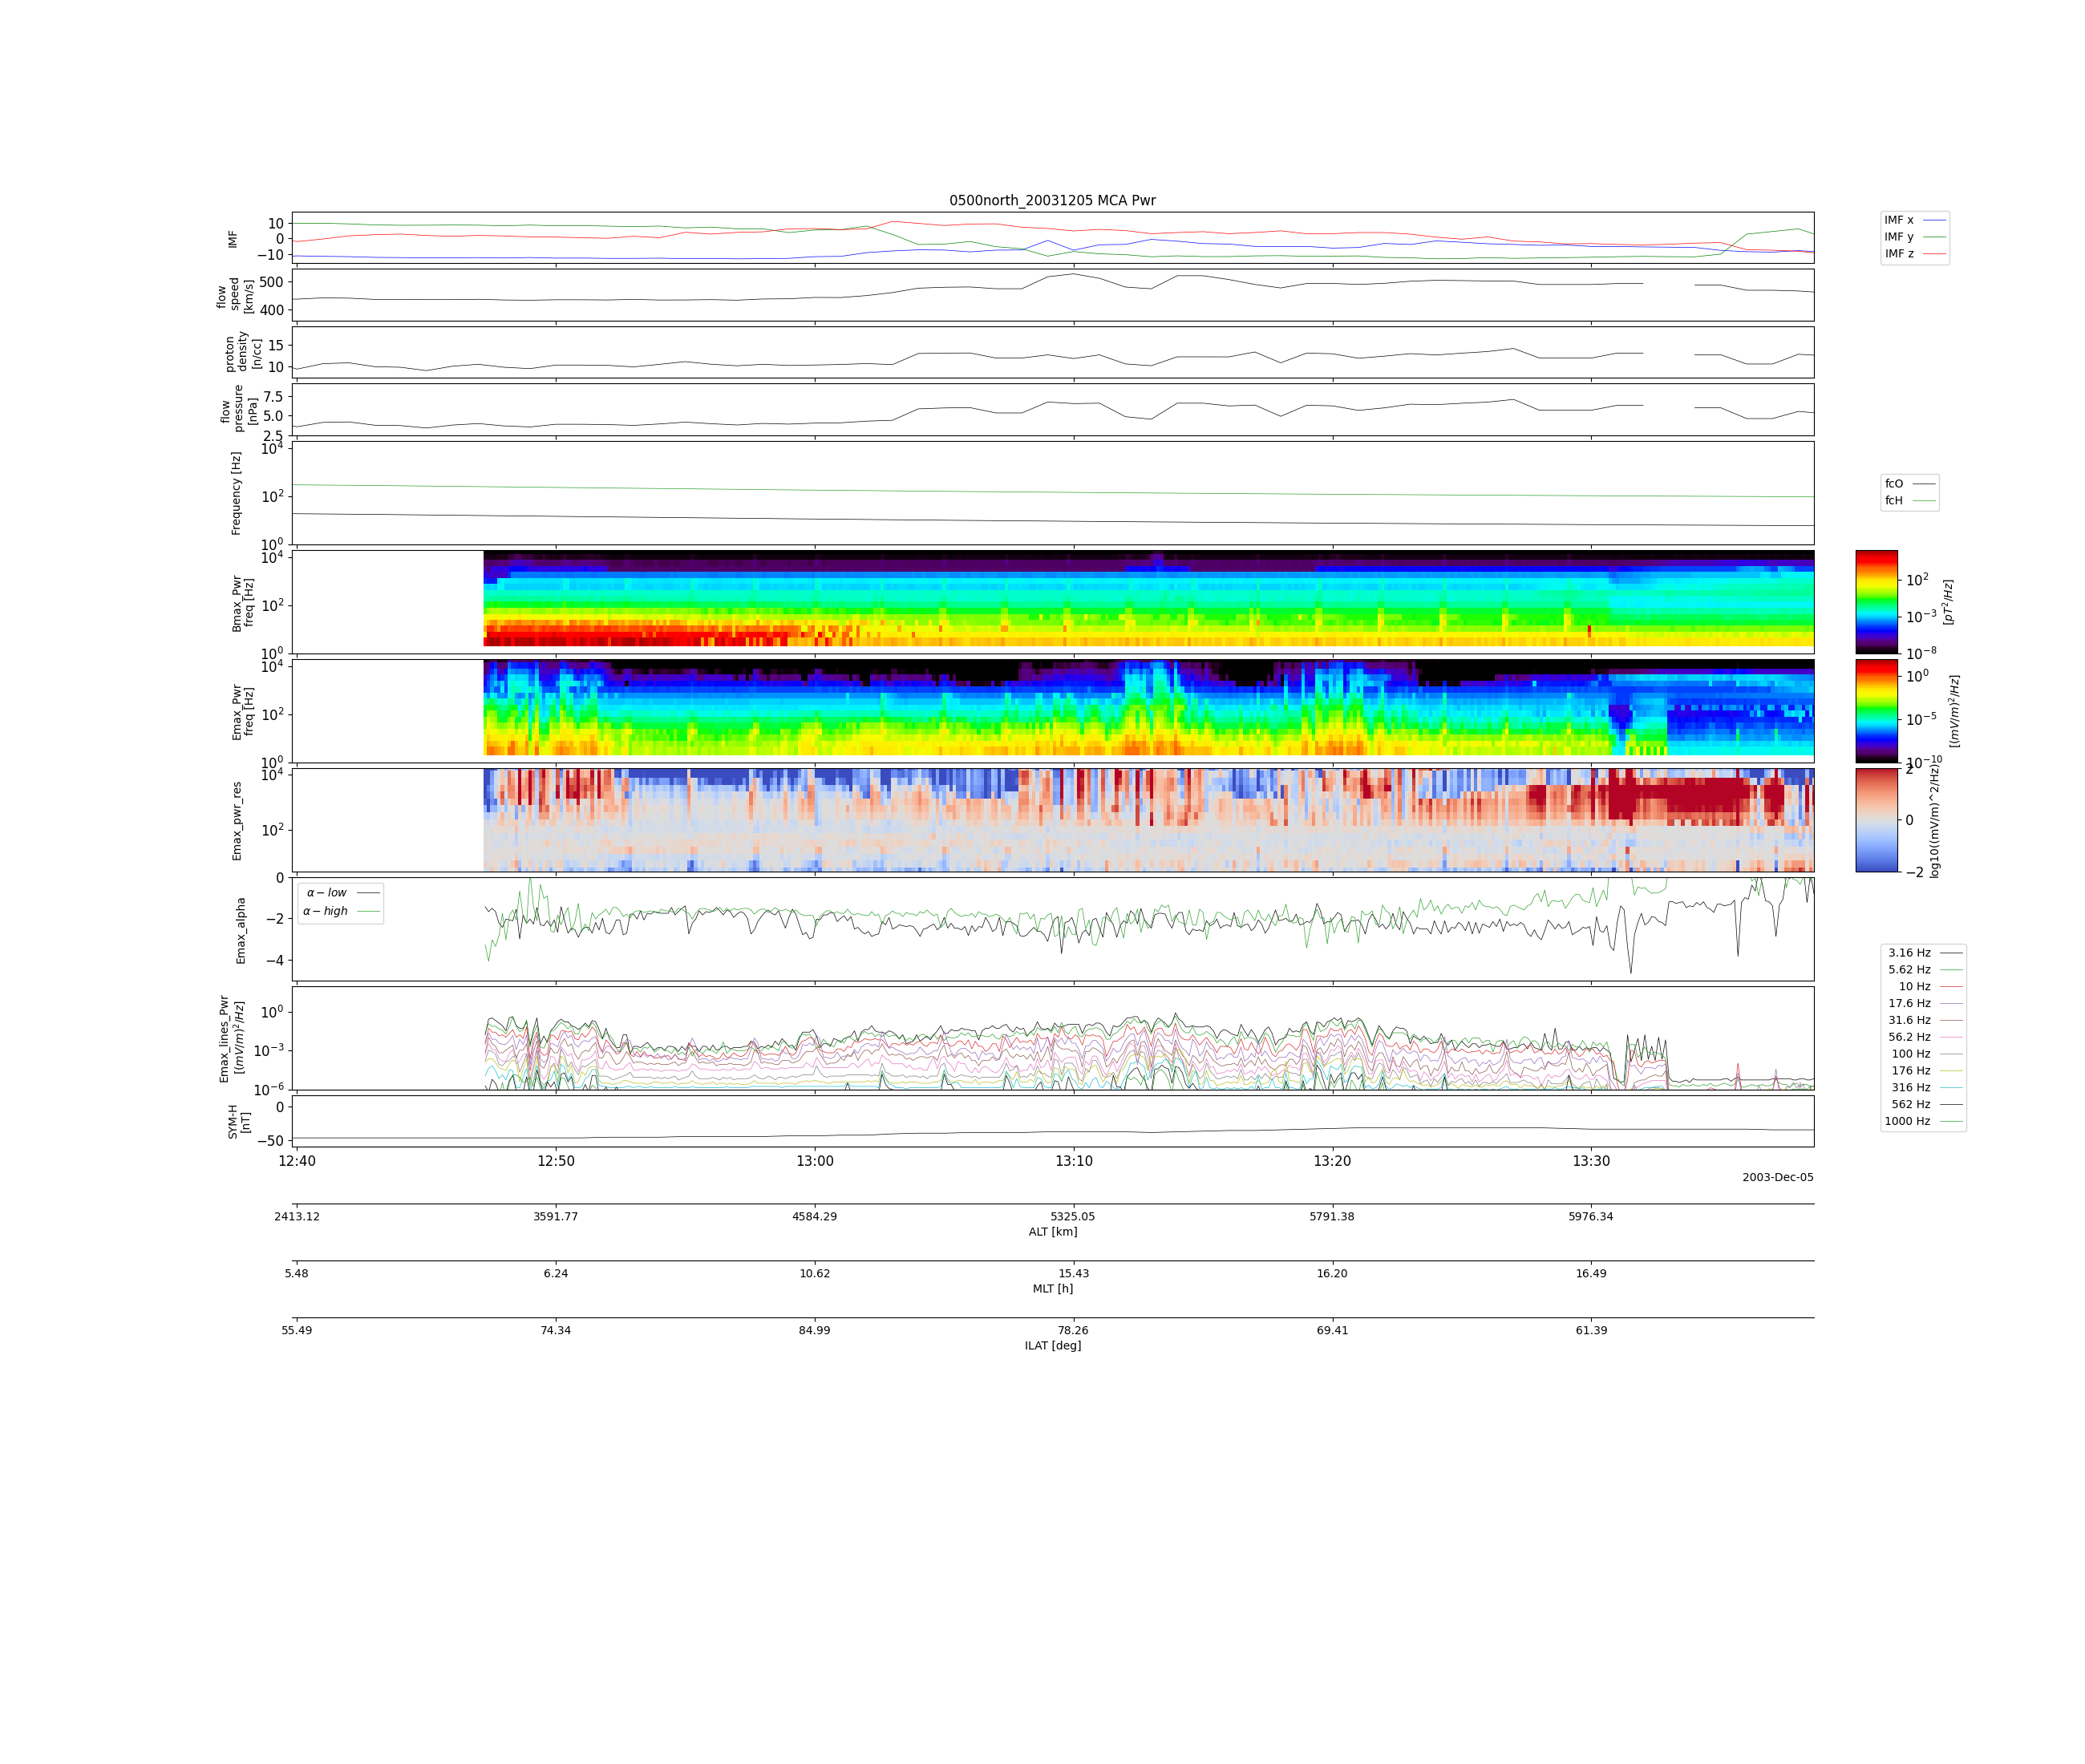 0500north_20031205 MCA Pwr
IMF
10
0
−10
IMF x
IMF y
IMF z
flow
speed
[km/s]
500
400
proton
density
[n/cc]
15
10
flow
pressure
[nPa]
7.5
5.0
2.5
Frequency [Hz]
10^4
10^2
10^0
fcO
fcH
Bmax_Pwr
freq [Hz]
10^4
10^2
10^0
10^2
10^−3
10^−8
[pT^2/Hz]
Emax_Pwr
freq [Hz]
10^4
10^2
10^0
10^0
10^−5
10^−10
[(mV/m)^2/Hz]
Emax_pwr_res
10^4
10^2
2
0
−2
log10((mV/m)^2/Hz)
Emax_alpha
0
−2
−4
α − low
α − high
Emax_lines_Pwr
[(mV/m)^2/Hz]
10^0
10^−3
10^−6
3.16 Hz
5.62 Hz
10 Hz
17.6 Hz
31.6 Hz
56.2 Hz
100 Hz
176 Hz
316 Hz
562 Hz
1000 Hz
SYM-H
[nT]
0
−50
12:40 12:50 13:00 13:10 13:20 13:30
2003-Dec-05
2413.12 3591.77 4584.29 5325.05 5791.38 5976.34
ALT [km]
5.48 6.24 10.62 15.43 16.20 16.49
MLT [h]
55.49 74.34 84.99 78.26 69.41 61.39
ILAT [deg]